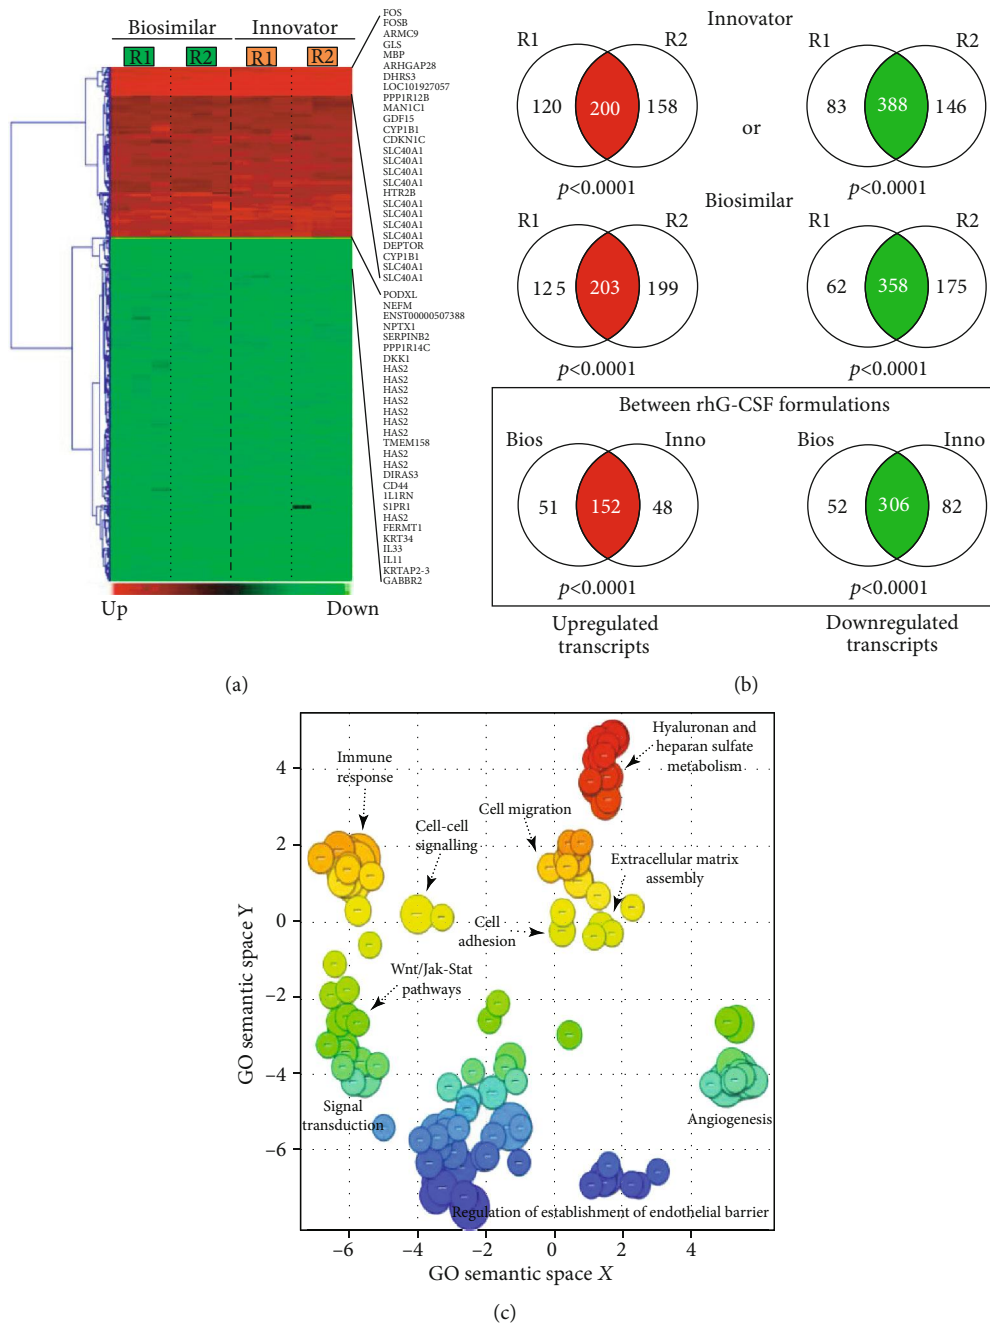 Biosimilar
Innovator
R1
R2
R1
R2
FOS
FOSB
ARMC9
GLS
MBP
ARHGAP28
DHRS3
LOC101927057
PPP1R12B
MAN1C1
GDF15
CYP1B1
CDKN1C
SLC40A1
SLC40A1
SLC40A1
SLC40A1
HTR2B
SLC40A1
SLC40A1
SLC40A1
SLC40A1
DEPTOR
CYP1B1
SLC40A1
SLC40A1
PODXL
NEFM
ENST00000507388
NPTX1
SERPINB2
PPP1R14C
DKK1
HAS2
HAS2
HAS2
HAS2
HAS2
HAS2
HAS2
TMEM158
HAS2
HAS2
DIRAS3
CD44
1L1RN
S1PR1
HAS2
FERMT1
KRT34
IL33
IL11
KRTAP2-3
GABBR2
Up
Down
(a)
Innovator
R1
R2
120
200
158
p<0.0001
or
R1
R2
83
388
146
p<0.0001
Biosimilar
R1
R2
125
203
199
p<0.0001
R1
R2
62
358
175
p<0.0001
Between rhG-CSF formulations
Bios
Inno
51
152
48
p<0.0001
Bios
Inno
52
306
82
p<0.0001
Upregulated
transcripts
Downregulated
transcripts
(b)
GO semantic space Y
4
2
0
−2
−4
−6
Immune
response
Cell-cell
signalling
Cell migration
Hyaluronan and
heparan sulfate
metabolism
Extracellular matrix
assembly
Cell
adhesion
Wnt/Jak-Stat
pathways
Signal
transduction
Angiogenesis
Regulation of establishment of endothelial barrier
−6
−4
−2
0
2
4
GO semantic space X
(c)